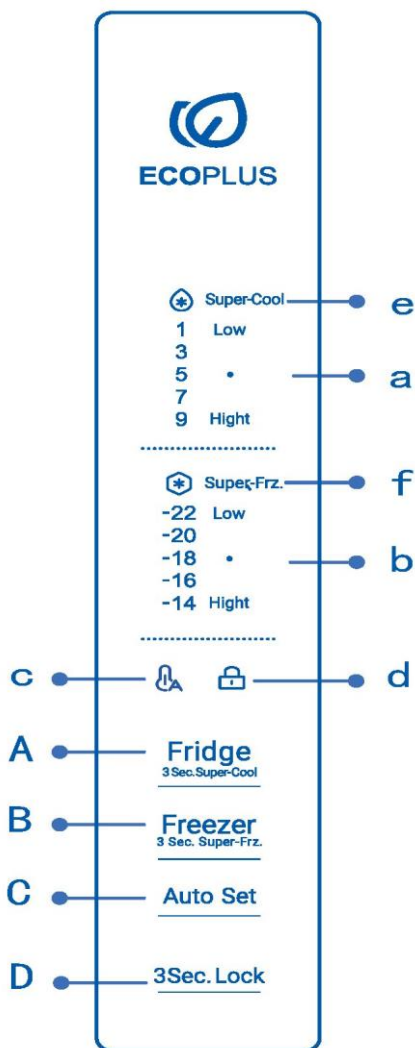 ECOPLUS
Super-Cool e
1 Low
3
5 • a
7
9 Hight
Super-Frz. f
-22 Low
-20
-18 • b
-16
-14 Hight
c A d
A Fridge
3 Sec. Super-Cool
B Freezer
3 Sec. Super-Frz.
C Auto Set
D 3Sec. Lock